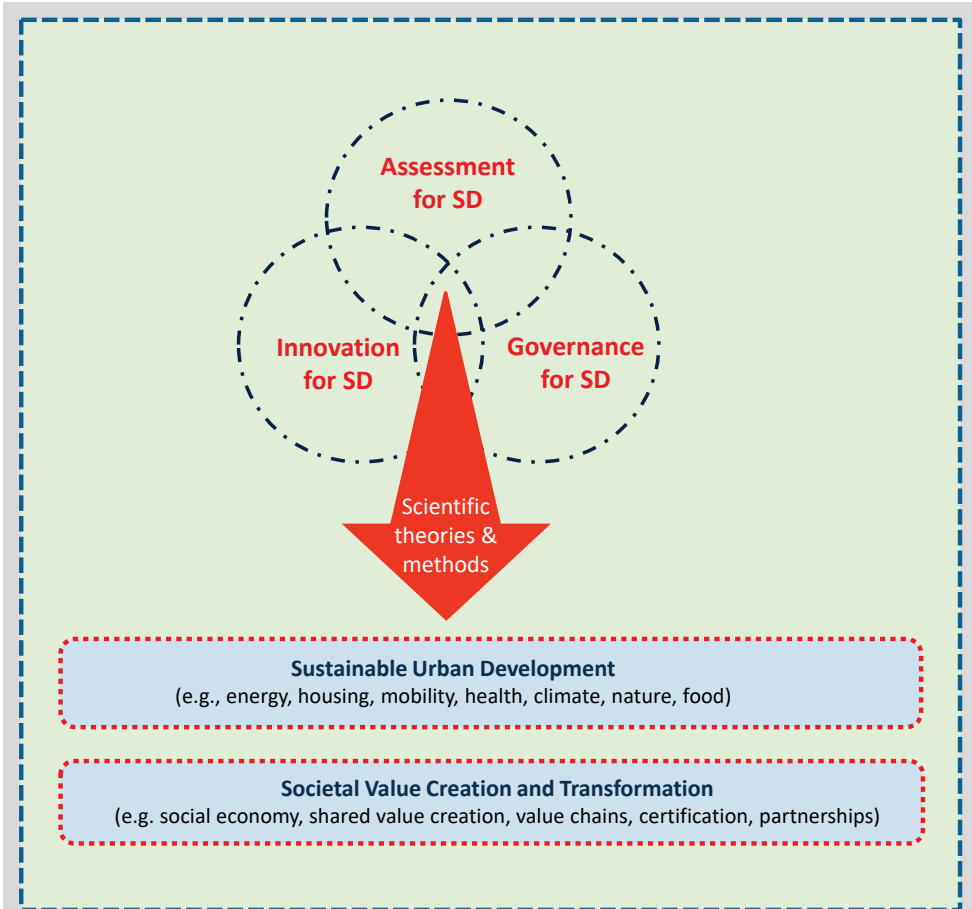 Assessment
for SD
Innovation
for SD
Governance
for SD
Scientific
theories &
methods
Sustainable Urban Development
(e.g., energy, housing, mobility, health, climate, nature, food)
Societal Value Creation and Transformation
(e.g. social economy, shared value creation, value chains, certification, partnerships)